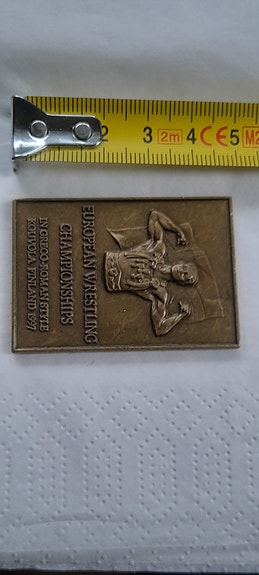 2 3 2m 4 CE 5 M2
EUROPEAN WRESTLING
CHAMPIONSHIPS
IN GRECO-ROMAN STYLE
KOUVOLA FINLAND 1997